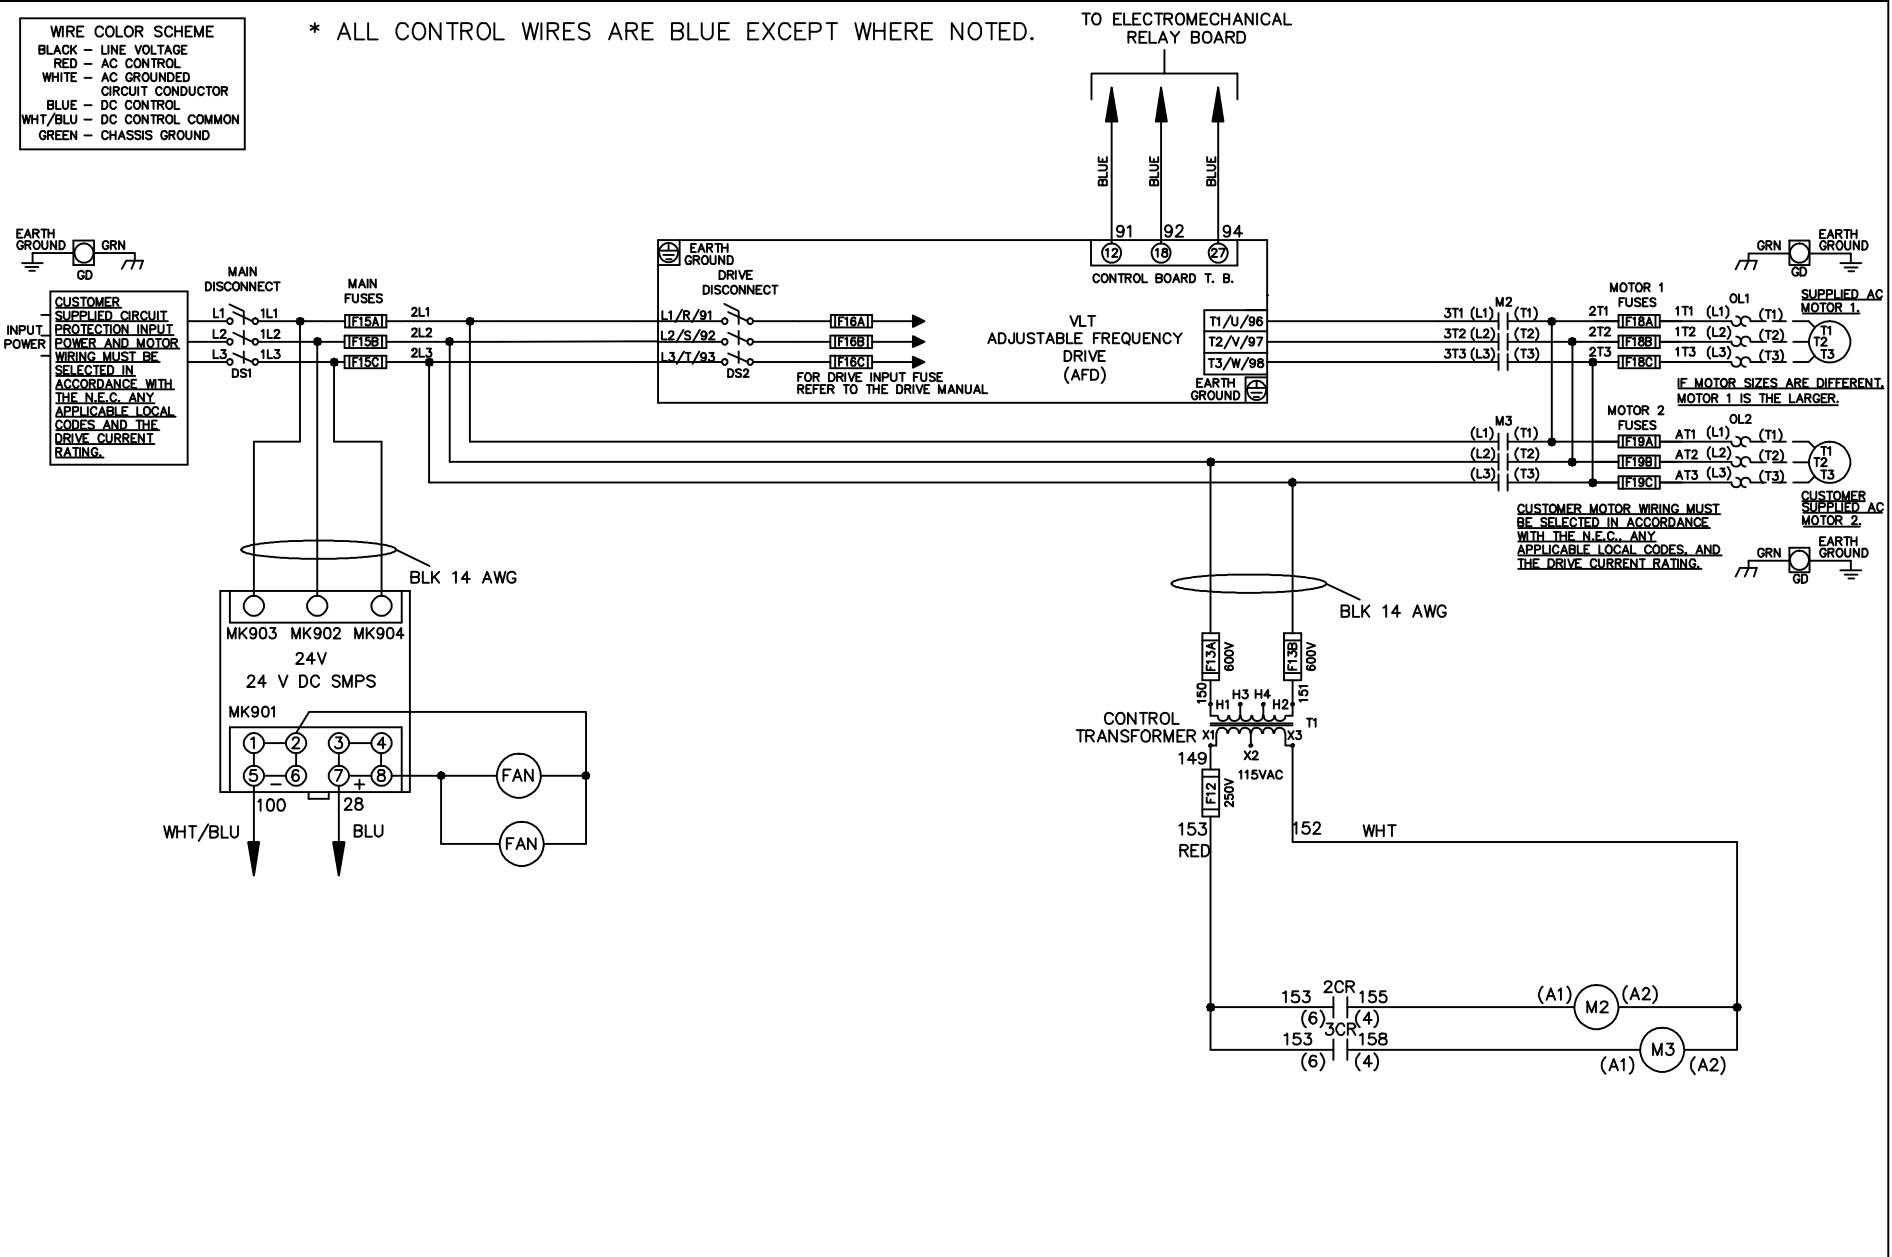 WIRE COLOR SCHEME
BLACK – LINE VOLTAGE
RED – AC CONTROL
WHITE – AC GROUNDED
CIRCUIT CONDUCTOR
BLUE – DC CONTROL
WHT/BLU – DC CONTROL COMMON
GREEN – CHASSIS GROUND
* ALL CONTROL WIRES ARE BLUE EXCEPT WHERE NOTED.
TO ELECTROMECHANICAL
RELAY BOARD
BLUE
BLUE
BLUE
91 92 94
12 18 27
CONTROL BOARD T. B.
EARTH
GROUND
GRN
GD
INPUT
POWER
CUSTOMER
SUPPLIED CIRCUIT
PROTECTION INPUT
POWER AND MOTOR
WIRING MUST BE
SELECTED IN
ACCORDANCE WITH
THE N.E.C. ANY
APPLICABLE LOCAL
CODES AND THE
DRIVE CURRENT
RATING.
MAIN
DISCONNECT
L1 1L1
L2 1L2
L3 1L3
DS1
MAIN
FUSES
F15A 2L1
F15B 2L2
F15C 2L3
EARTH
GROUND
DRIVE
DISCONNECT
L1/R/91
L2/S/92
L3/T/93
DS2
F16A
F16B
F16C
FOR DRIVE INPUT FUSE
REFER TO THE DRIVE MANUAL
VLT
ADJUSTABLE FREQUENCY
DRIVE
(AFD)
T1/U/96
T2/V/97
T3/W/98
EARTH
GROUND
M2
3T1 (L1) (T1)
3T2 (L2) (T2)
3T3 (L3) (T3)
MOTOR 1
FUSES
2T1 F18A 1T1 (L1) (T1)
2T2 F18B 1T2 (L2) (T2)
2T3 F18C 1T3 (L3) (T3)
OL1
GRN
GD
EARTH
GROUND
SUPPLIED AC
MOTOR 1.
T1
T2
T3
IF MOTOR SIZES ARE DIFFERENT,
MOTOR 1 IS THE LARGER.
M3
(L1) (T1)
(L2) (T2)
(L3) (T3)
MOTOR 2
FUSES
F19A AT1 (L1) (T1)
F19B AT2 (L2) (T2)
F19C AT3 (L3) (T3)
OL2
T1
T2
T3
CUSTOMER
SUPPLIED AC
MOTOR 2.
CUSTOMER MOTOR WIRING MUST
BE SELECTED IN ACCORDANCE
WITH THE N.E.C., ANY
APPLICABLE LOCAL CODES, AND
THE DRIVE CURRENT RATING.
GRN
GD
EARTH
GROUND
BLK 14 AWG
MK903 MK902 MK904
24V
24 V DC SMPS
MK901
1 2 3 4
5 – 6 7 + 8
100 28
WHT/BLU BLU
FAN
FAN
BLK 14 AWG
F13A
600V
F13B
600V
150
151
H1 H3 H4 H2
T1
CONTROL
TRANSFORMER
X1 X2 X3
149
115VAC
F12
250V
153
RED
152 WHT
153 2CR 155
(6) (4)
(A1) M2 (A2)
153 3CR 158
(6) (4)
(A1) M3 (A2)